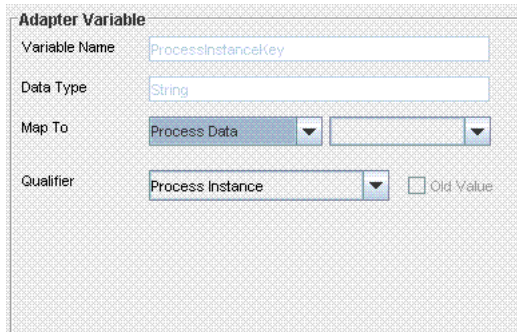 Adapter Variable
Variable Name ProcessInstanceKey
Data Type String
Map To Process Data
Qualifier Process Instance Old Value